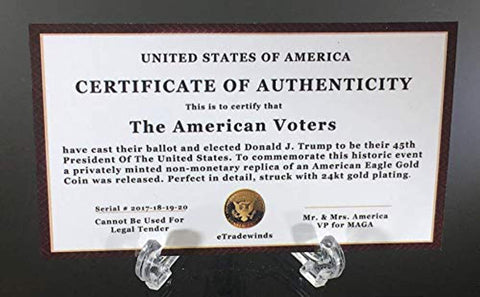 UNITED STATES OF AMERICA
CERTIFICATE OF AUTHENTICITY
This is to certify that
The American Voters
have cast their ballot and elected Donald J. Trump to be their 45th
President Of The United States. To commemorate this historic event
a privately minted non-monetary replica of an American Eagle Gold
Coin was released. Perfect in detail, struck with 24kt gold plating.
Serial # 2017-18-19-20
Cannot Be Used For
Legal Tender
eTradewinds
Mr. & Mrs. America
VP for MAGA